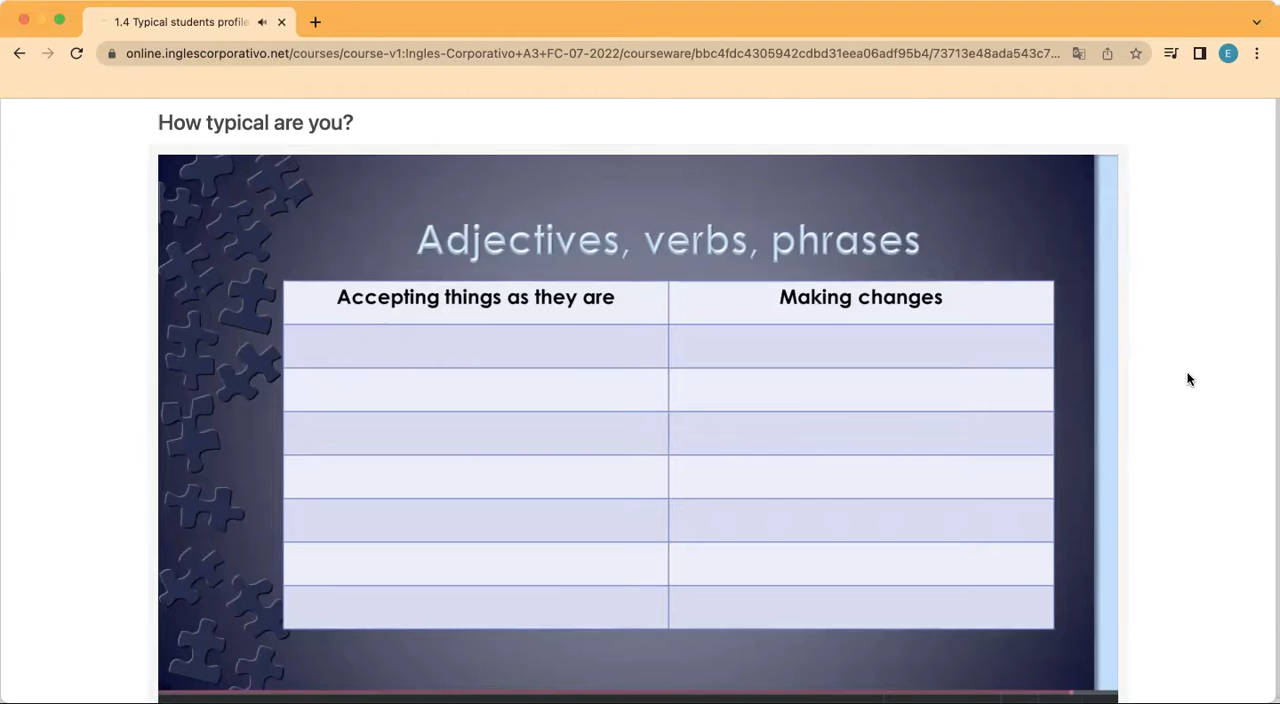 1.4 Typical students profile
online.inglescorporativo.net/courses/course-v1:Ingles-Corporativo+A3+FC-07-2022/courseware/bbc4fdc4305942cdbd31eea06adf95b4/73713e48ada543c7...
E
How typical are you?
Adjectives, verbs, phrases
Accepting things as they are
Making changes